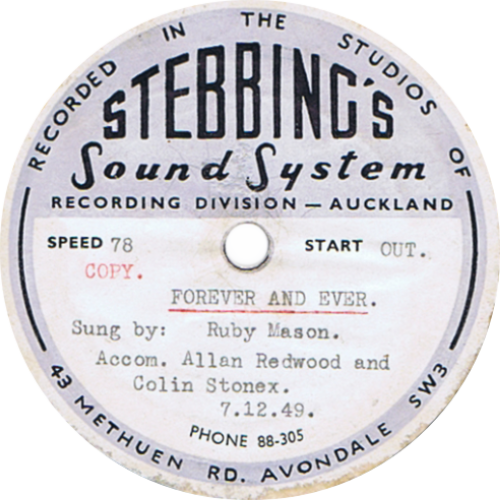 RECORDED IN THE STUDIOS OF
STEBBING'S
Sound System
RECORDING DIVISION — AUCKLAND
SPEED 78 START OUT.
COPY.
FOREVER AND EVER.
Sung by: Ruby Mason.
Accom. Allan Redwood and
Colin Stonex.
7.12.49.
PHONE 88-305
43 METHUEN RD. AVONDALE SW3